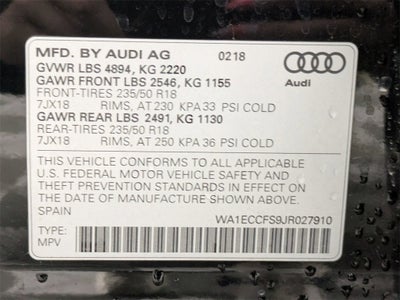 MFD. BY AUDI AG 0218
GVWR LBS 4894, KG 2220
GAWR FRONT LBS 2546, KG 1155
FRONT-TIRES 235/50 R18
7JX18 RIMS, AT 230 KPA 33 PSI COLD
GAWR REAR LBS 2491, KG 1130
REAR-TIRES 235/50 R18
7JX18 RIMS, AT 250 KPA 36 PSI COLD
Audi
THIS VEHICLE CONFORMS TO ALL APPLICABLE
U.S. FEDERAL MOTOR VEHICLE SAFETY AND
THEFT PREVENTION STANDARDS IN EFFECT ON
THE DATE OF MANUFACTURE SHOWN ABOVE.
SPAIN WA1ECCFS9JR027910
TYPE:
MPV